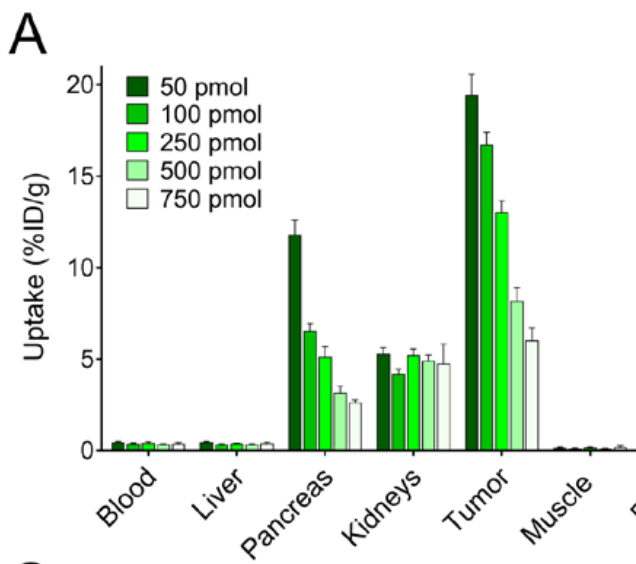 A
Uptake (%ID/g)
20
15
10
5
0
50 pmol
100 pmol
250 pmol
500 pmol
750 pmol
Blood
Liver
Pancreas
Kidneys
Tumor
Muscle